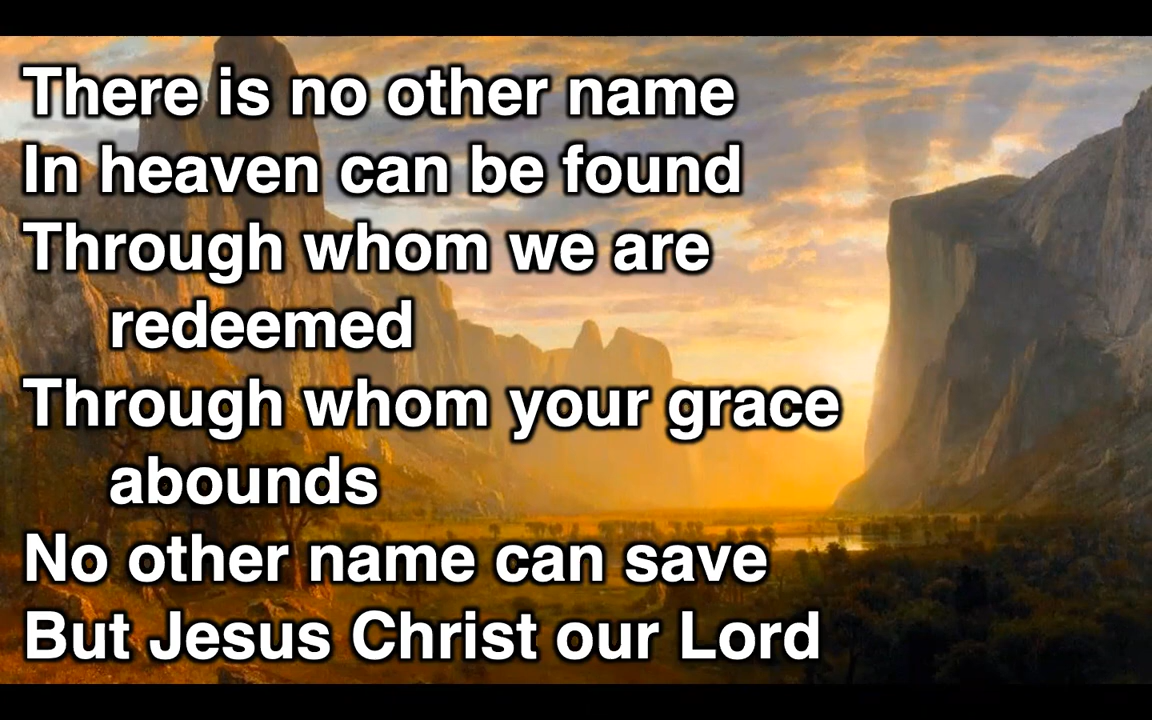 There is no other name
In heaven can be found
Through whom we are
redeemed
Through whom your grace
abounds
No other name can save
But Jesus Christ our Lord